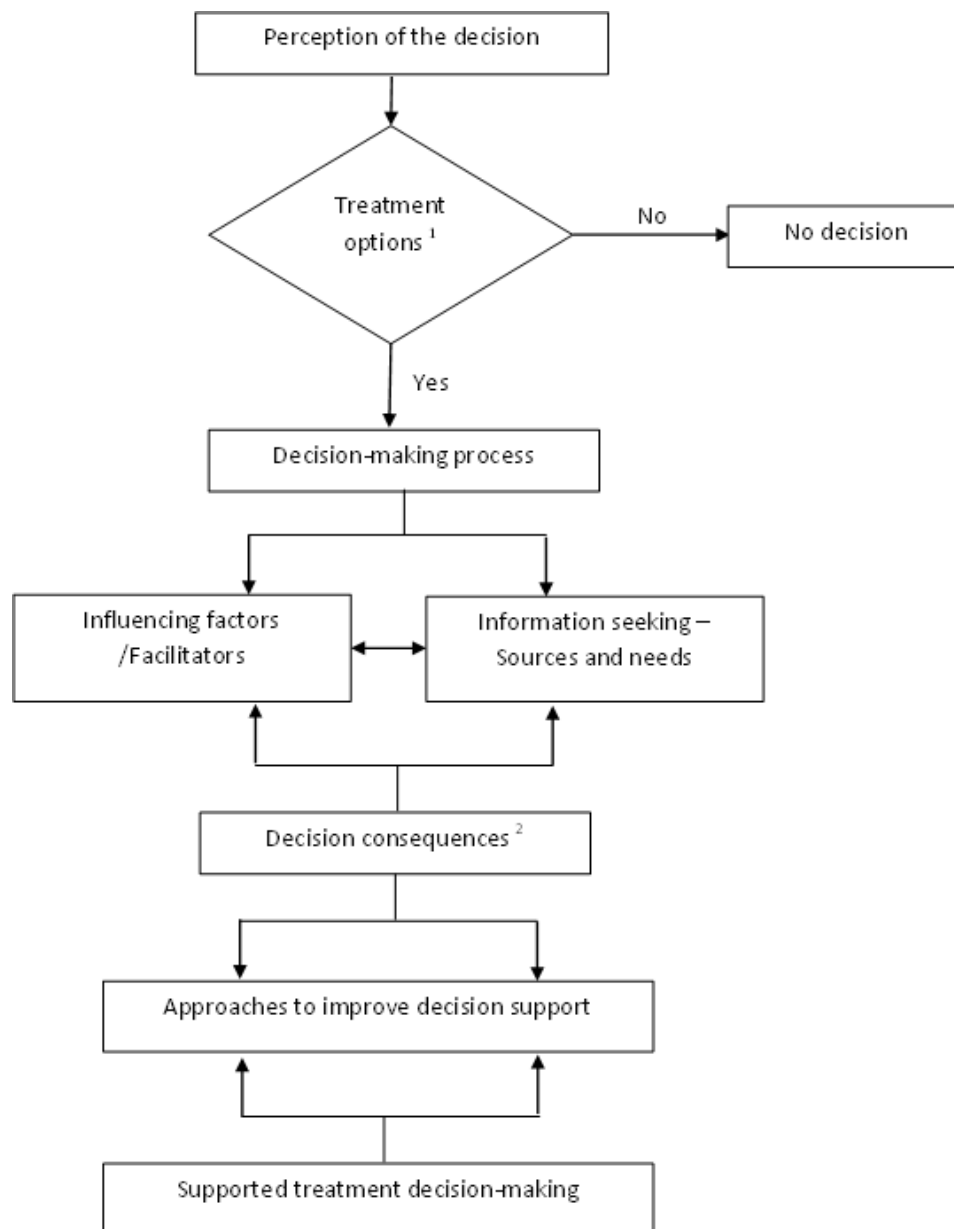 Perception of the decision
Treatment
options ¹
No
No decision
Yes
Decision-making process
Influencing factors
/Facilitators
Information seeking –
Sources and needs
Decision consequences ²
Approaches to improve decision support
Supported treatment decision-making